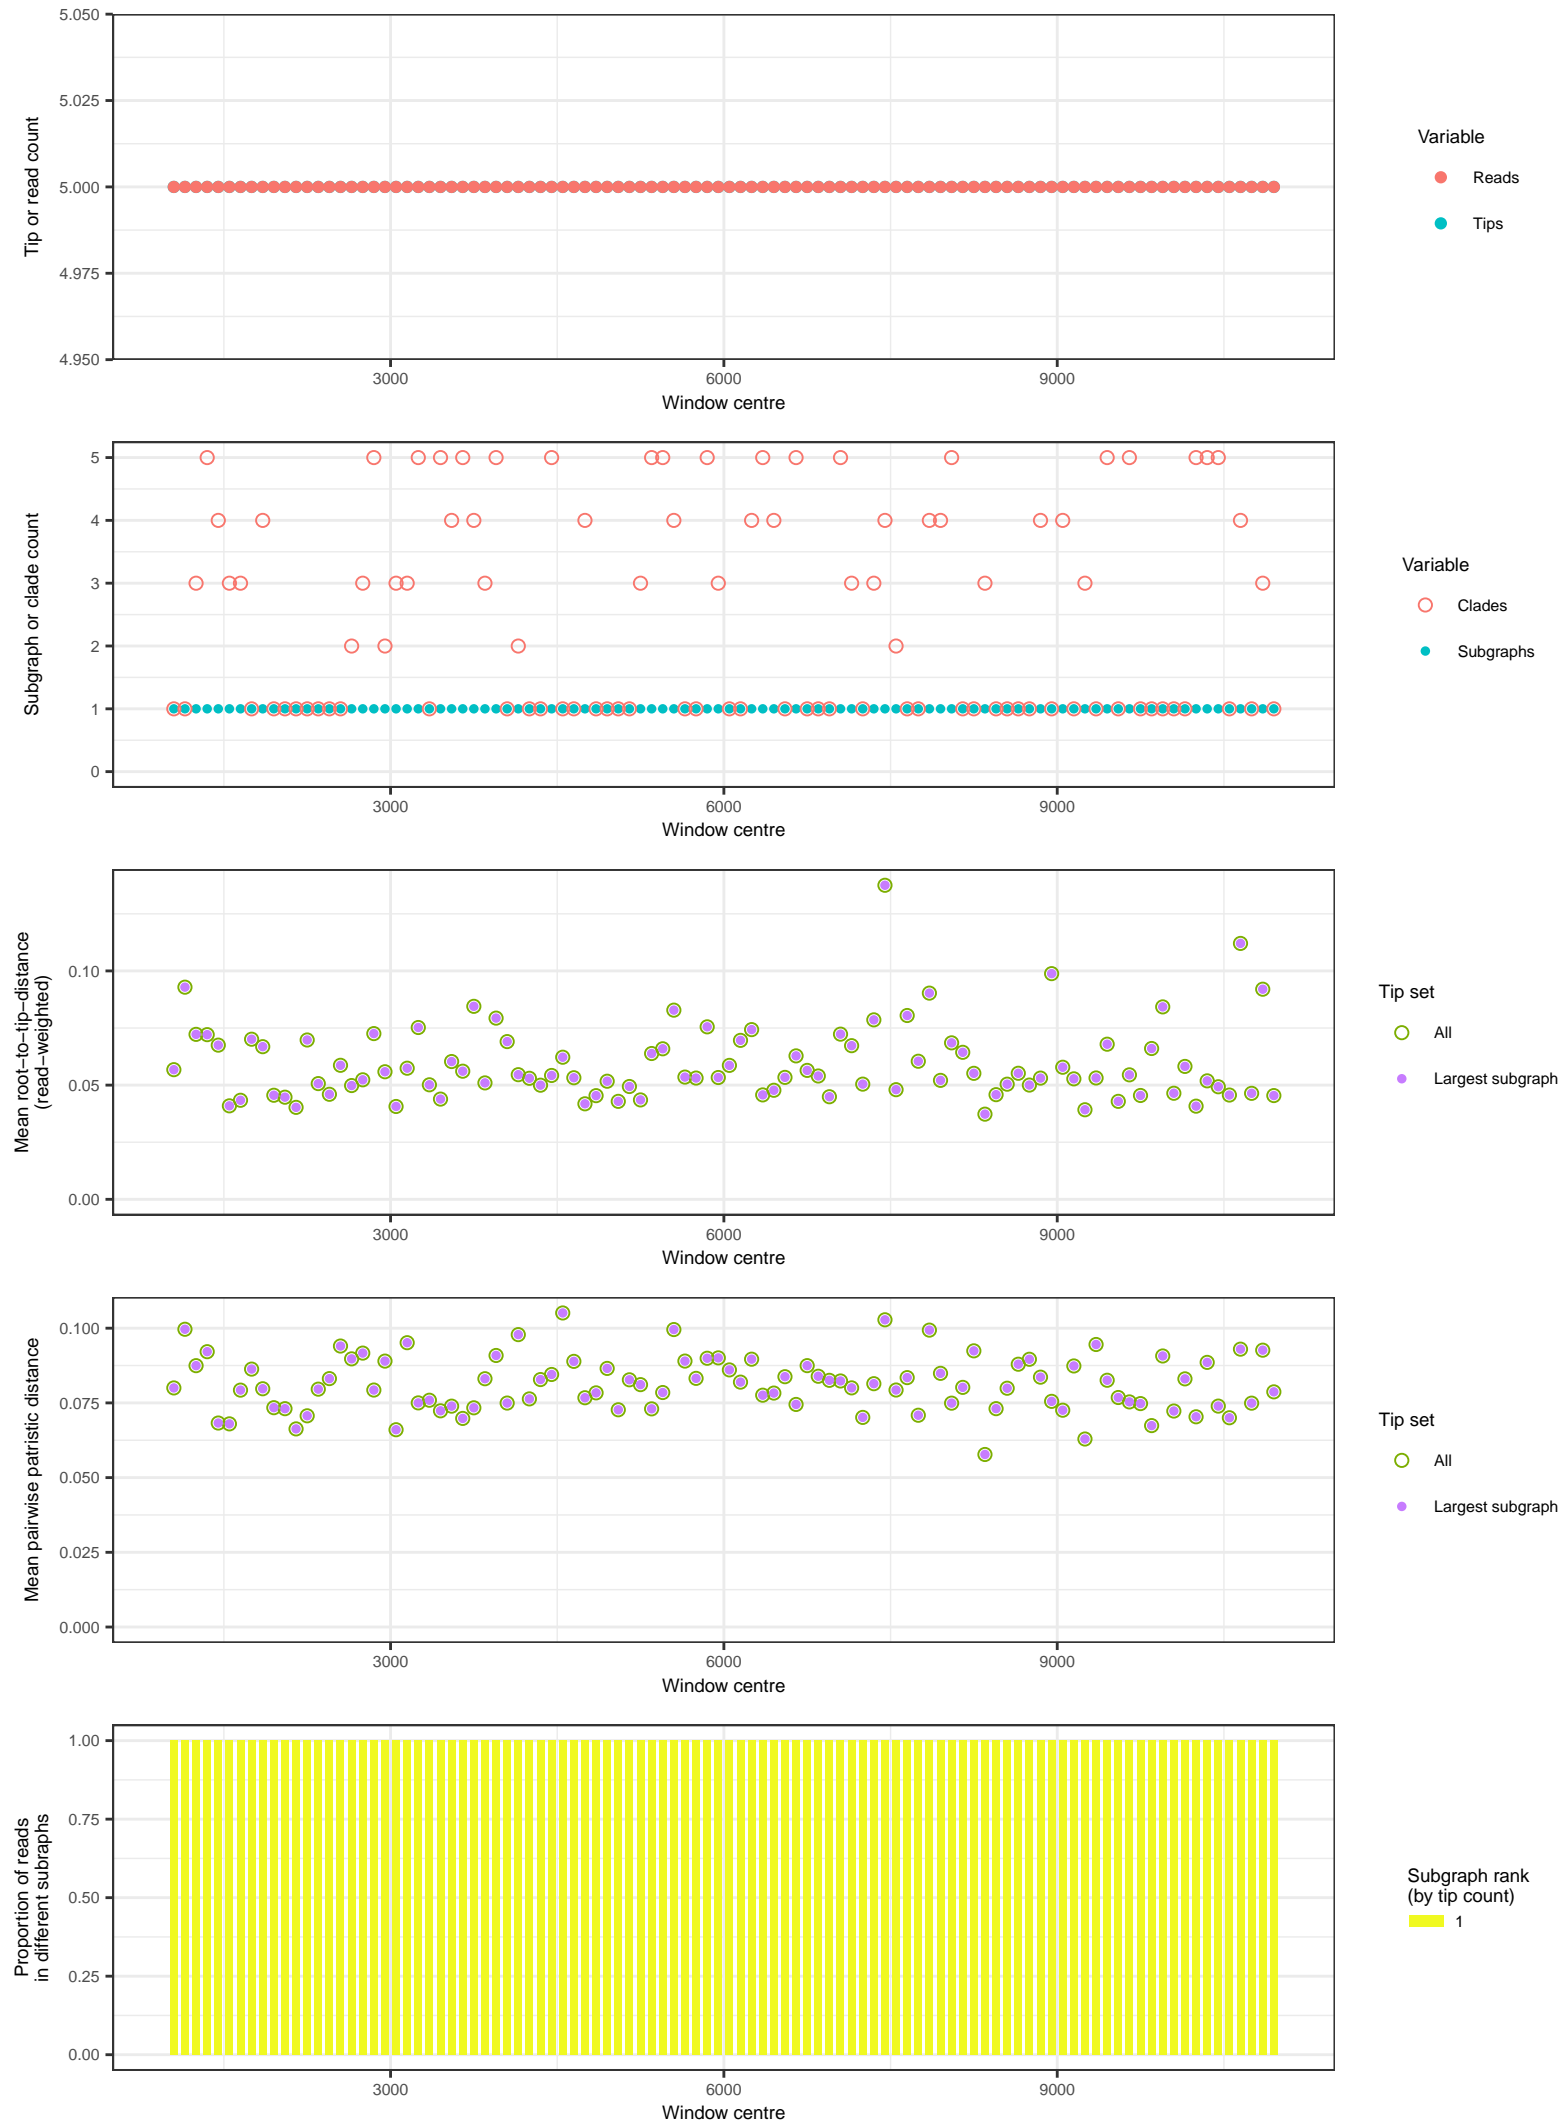 5.050
5.025
5.000
4.975
4.950
Tip or read count
3000 6000 9000
Window centre
Variable
Reads
Tips
5
4
3
2
1
0
Subgraph or clade count
3000 6000 9000
Window centre
Variable
Clades
Subgraphs
0.10
0.05
0.00
Mean root−to−tip−distance
(read−weighted)
3000 6000 9000
Window centre
Tip set
All
Largest subgraph
0.100
0.075
0.050
0.025
0.000
Mean pairwise patristic distance
3000 6000 9000
Window centre
Tip set
All
Largest subgraph
1.00
0.75
0.50
0.25
0.00
Proportion of reads
in different subraphs
3000 6000 9000
Window centre
Subgraph rank
(by tip count)
1